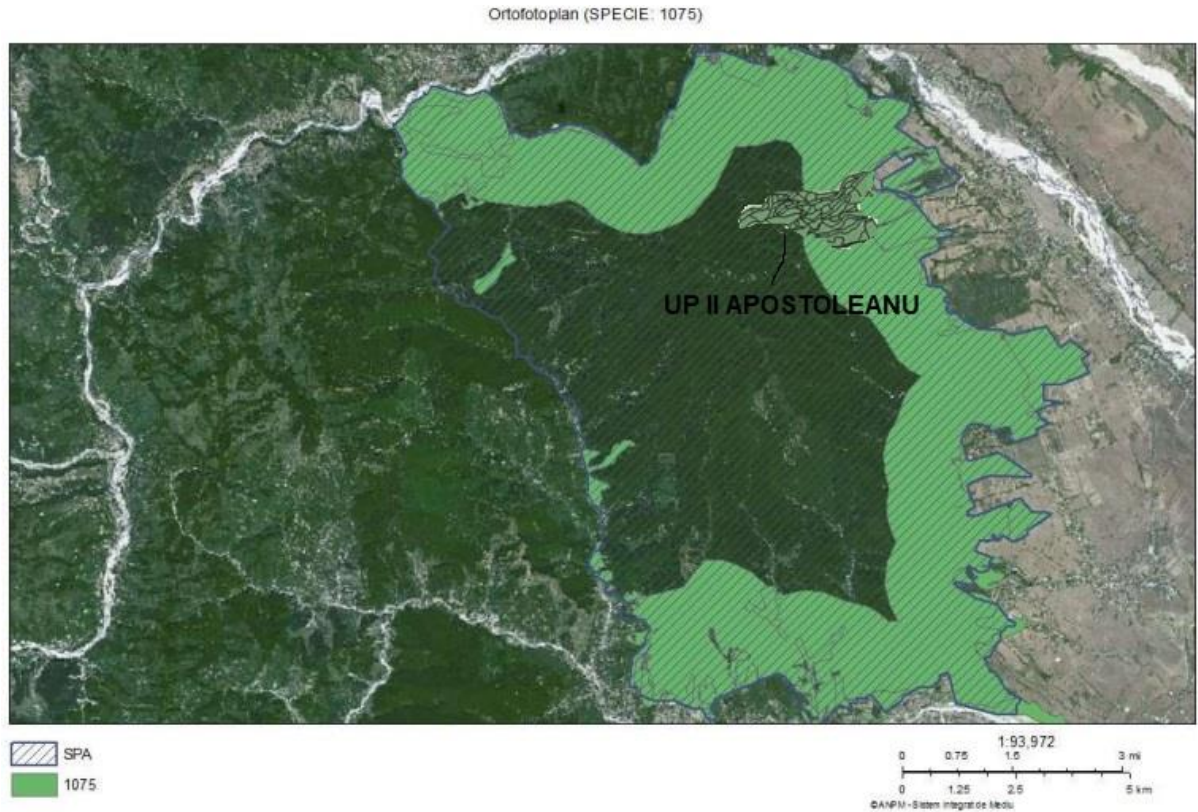 Ortofotoplan (SPECIE: 1075)
UP II APOSTOLEANU
SPA
1075
1:93,972
0 0.75 1.5 3 mi
0 1.25 2.5 5 km
©ANPM - Sistem Integrat de Mediu